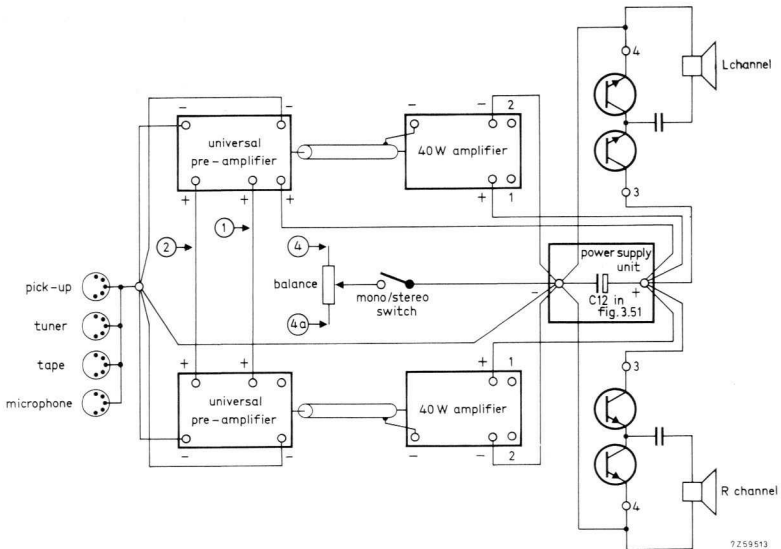 4
L channel
-
-
-
-
2
universal
pre-amplifier
40W amplifier
+
+
+
+
1
3
1
2
4
power supply
unit
pick-up
balance
mono/stereo
switch
-
+
C12 in
fig.3.51
tuner
4a
tape
+
+
+
1
3
microphone
universal
pre-amplifier
40W amplifier
-
-
-
-
2
R channel
4
7Z59513